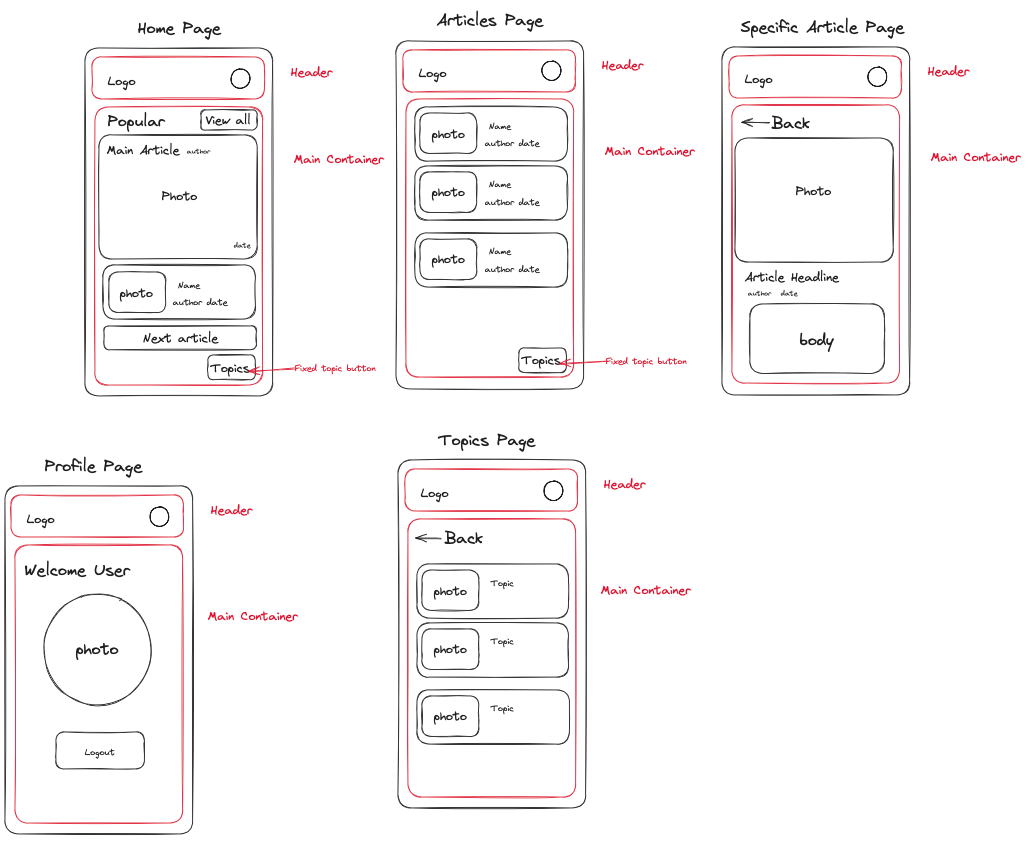 Home Page
Logo
Header
Popular
View all
Main Article author
Photo
date
photo
Name
author date
Next article
Topics
Main Container
Fixed topic button
Articles Page
Logo
Header
photo
Name
author date
photo
Name
author date
photo
Name
author date
Topics
Main Container
Fixed topic button
Specific Article Page
Logo
Header
Back
Photo
Article Headline
author date
body
Main Container
Profile Page
Logo
Header
Welcome User
photo
Logout
Main Container
Topics Page
Logo
Header
Back
photo
Topic
photo
Topic
photo
Topic
Main Container